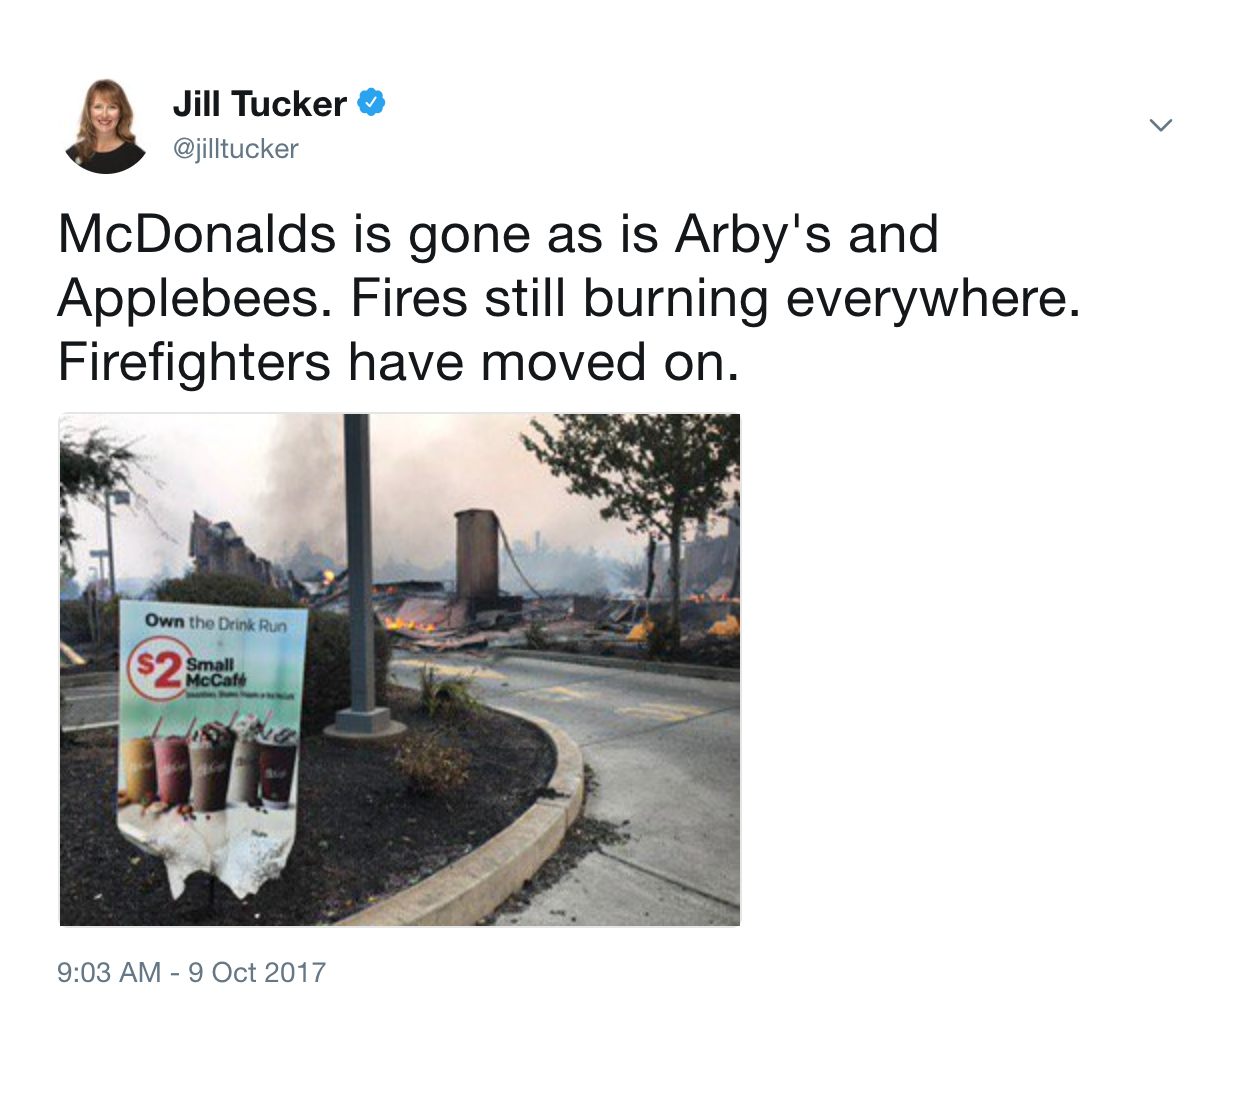 Jill Tucker
@jilltucker
McDonalds is gone as is Arby's and
Applebees. Fires still burning everywhere.
Firefighters have moved on.
Own the Drink Run
$2 Small
McCafé
9:03 AM - 9 Oct 2017